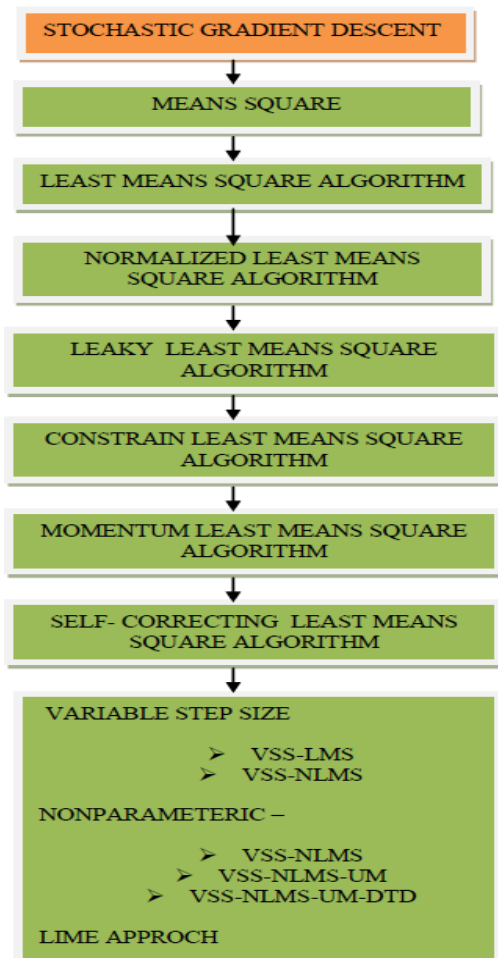 STOCHASTIC GRADIENT DESCENT
MEANS SQUARE
LEAST MEANS SQUARE ALGORITHM
NORMALIZED LEAST MEANS
SQUARE ALGORITHM
LEAKY LEAST MEANS SQUARE
ALGORITHM
CONSTRAIN LEAST MEANS SQUARE
ALGORITHM
MOMENTUM LEAST MEANS SQUARE
ALGORITHM
SELF- CORRECTING LEAST MEANS
SQUARE ALGORITHM
VARIABLE STEP SIZE
➢ VSS-LMS
➢ VSS-NLMS
NONPARAMETERIC –
➢ VSS-NLMS
➢ VSS-NLMS-UM
➢ VSS-NLMS-UM-DTD
LIME APPROCH